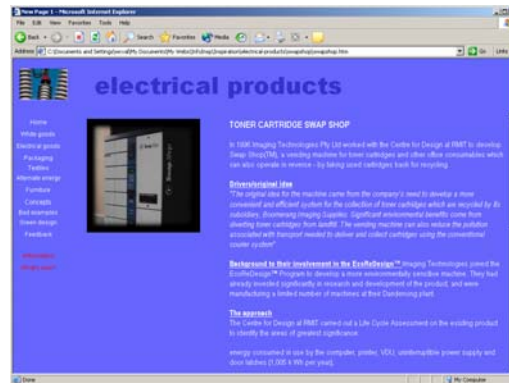 New Page 1 - Microsoft Internet Explorer
File Edit View Favorites Tools Help
Back Search Favorites Media
Address C:\Documents and Settings\ Go Links
electrical products
Home
White goods
Electrical goods
Packaging
Textiles
Alternate energy
Furniture
Concepts
Bad examples
Green design
Feedback
TONER CARTRIDGE SWAP SHOP
In 1996 Imaging Technologies Pty Ltd worked with the Centre for Design at RMIT to develop
Swap Shop(TM), a vending machine for toner cartridges and other office consumables which
can also operate in reverse - by taking used cartridges back for recycling.
Drivers/original idea
"The original idea for the machine came from the company's need to develop a more
convenient and efficient system for the collection of toner cartridges which are recycled by its
subsidiary, Boomerang Imaging Supplies. Significant environmental benefits come from
diverting toner cartridges from landfill. The vending machine can also reduce the pollution
associated with transport needed to deliver and collect cartridges using the conventional
counter system"
Background to their involvement in the EcoReDesign™ Imaging Technologies joined the
EcoReDesign™ Program to develop a more environmentally sensitive machine. They had
already invested significantly in research and development of the product, and were
manufacturing a limited number of machines at their Dandenong plant.
The approach
The Centre for Design at RMIT carried out a Life Cycle Assessment on the existing product
to identify the areas of greatest significance:
energy consumed in use by the computer, printer, VDU, uninterruptible power supply and
door latches (1,005 k Wh per year),
Done My Computer